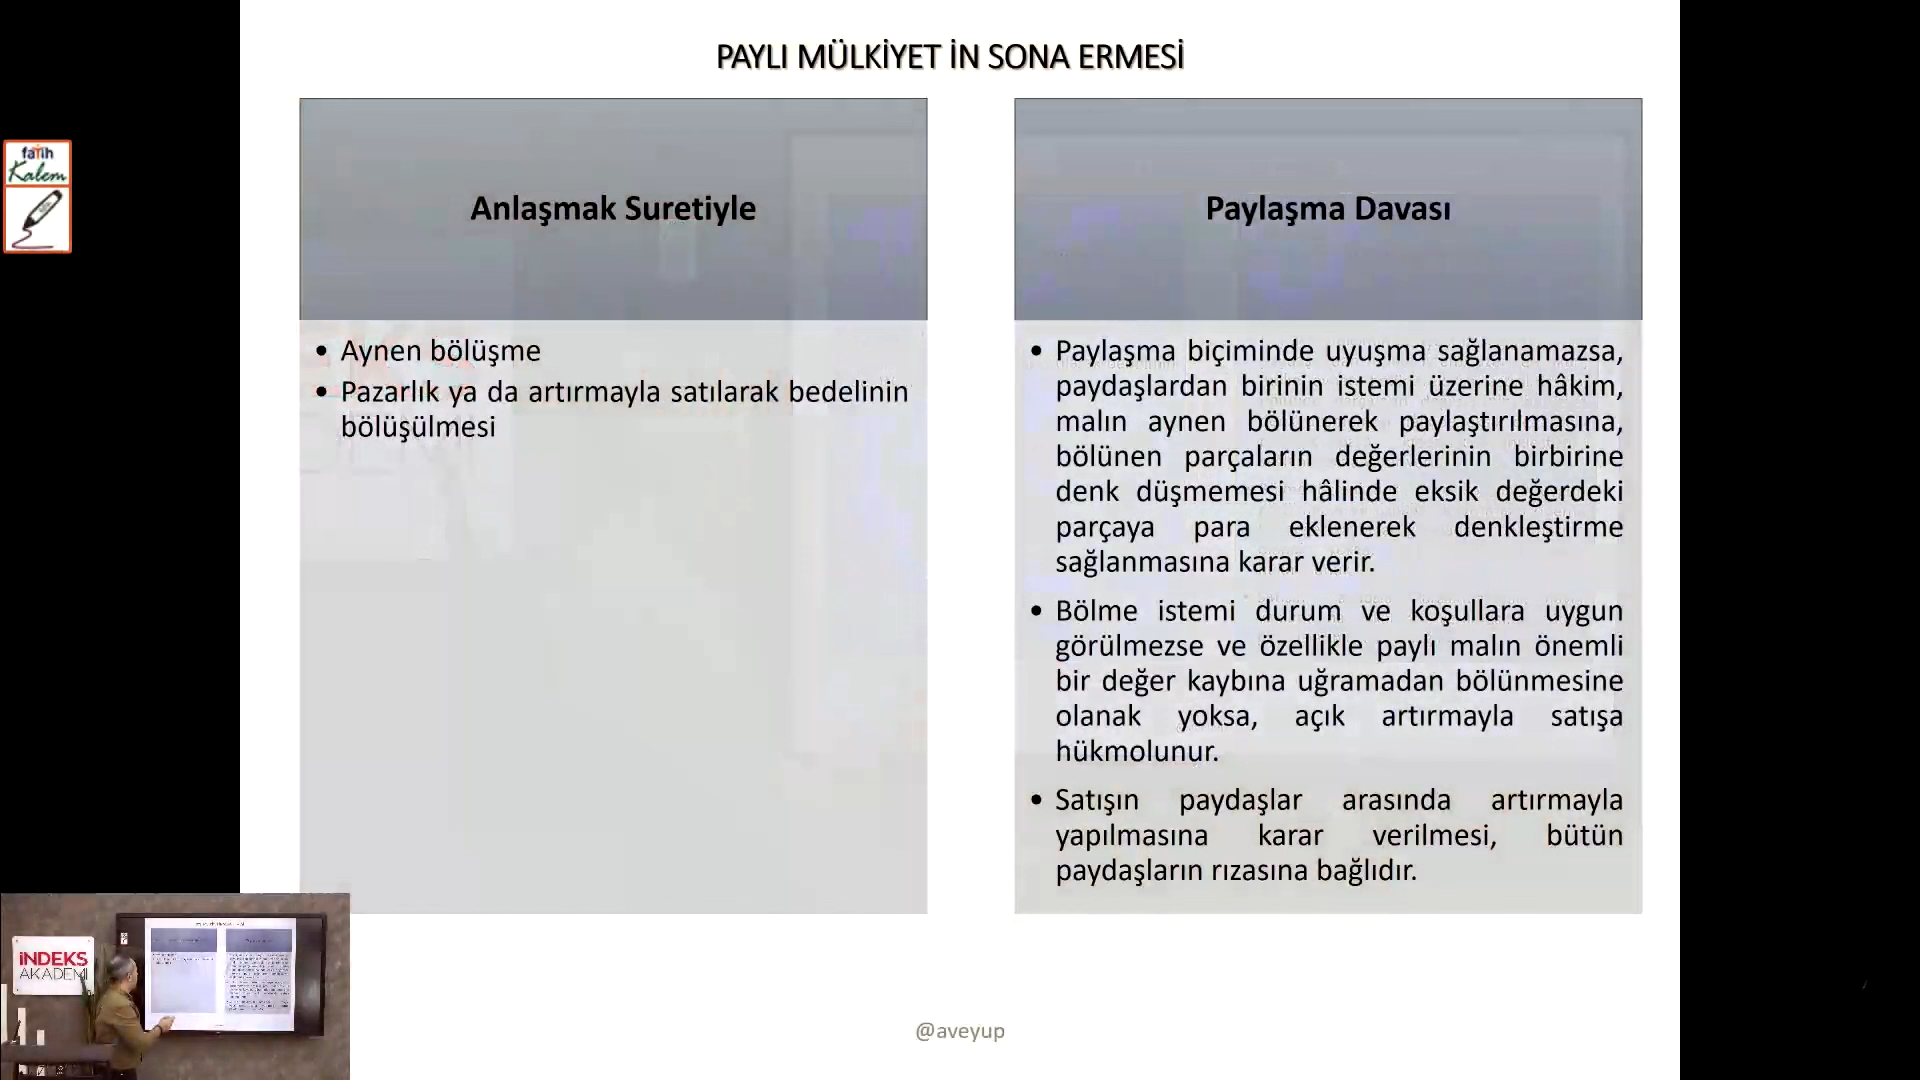 PAYLI MÜLKİYET İN SONA ERMESİ
fatih
Kalem
Anlaşmak Suretiyle
• Aynen bölüşme
• Pazarlık ya da artırmayla satılarak bedelinin
bölüşülmesi
Paylaşma Davası
• Paylaşma biçiminde uyuşma sağlanamazsa,
paydaşlardan birinin istemi üzerine hâkim,
malın aynen bölünerek paylaştırılmasına,
bölünen parçaların değerlerinin birbirine
denk düşmemesi hâlinde eksik değerdeki
parçaya para eklenerek denkleştirme
sağlanmasına karar verir.
• Bölme istemi durum ve koşullara uygun
görülmezse ve özellikle paylı malın önemli
bir değer kaybına uğramadan bölünmesine
olanak yoksa, açık artırmayla satışa
hükmolunur.
• Satışın paydaşlar arasında artırmayla
yapılmasına karar verilmesi, bütün
paydaşların rızasına bağlıdır.
İNDEKS
AKADEMİ
@aveyup